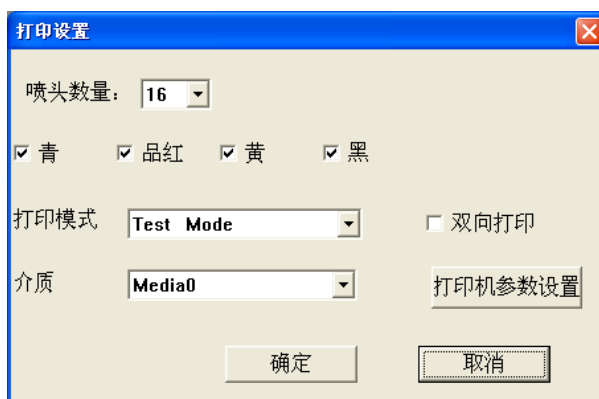 打印设置
喷头数量： 16
青 品红 黄 黑
打印模式 Test Mode 双向打印
介质 Media0 打印机参数设置
确定 取消